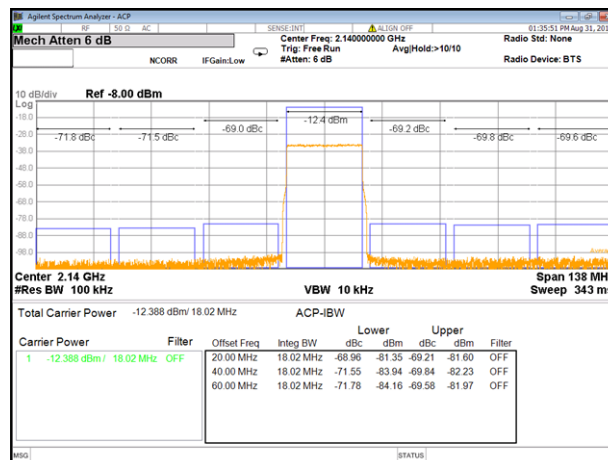 Agilent Spectrum Analyzer - ACP
RF 50 Ω AC SENSE:INT ALIGN OFF 01:35:51 PM Aug 31, 201
Mech Atten 6 dB Center Freq: 2.140000000 GHz Radio Std: None
Trig: Free Run Avg|Hold:>10/10
NCORR IFGain:Low #Atten: 6 dB Radio Device: BTS
10 dB/div Ref -8.00 dBm
Log
-18.0
-28.0
-38.0
-48.0
-58.0
-68.0
-78.0
-88.0
-98.0
-71.8 dBc -71.5 dBc -69.0 dBc -12.4 dBm -69.2 dBc -69.8 dBc -69.6 dBc
Center 2.14 GHz Span 138 MH
#Res BW 100 kHz VBW 10 kHz Sweep 343 ms
Total Carrier Power -12.388 dBm/ 18.02 MHz ACP-IBW
Lower Upper
Carrier Power Filter Offset Freq Integ BW dBc dBm dBc dBm Filter
1 -12.388 dBm / 18.02 MHz OFF 20.00 MHz 18.02 MHz -68.96 -81.35 -69.21 -81.60 OFF
40.00 MHz 18.02 MHz -71.55 -83.94 -69.84 -82.23 OFF
60.00 MHz 18.02 MHz -71.78 -84.16 -69.58 -81.97 OFF
MSG STATUS